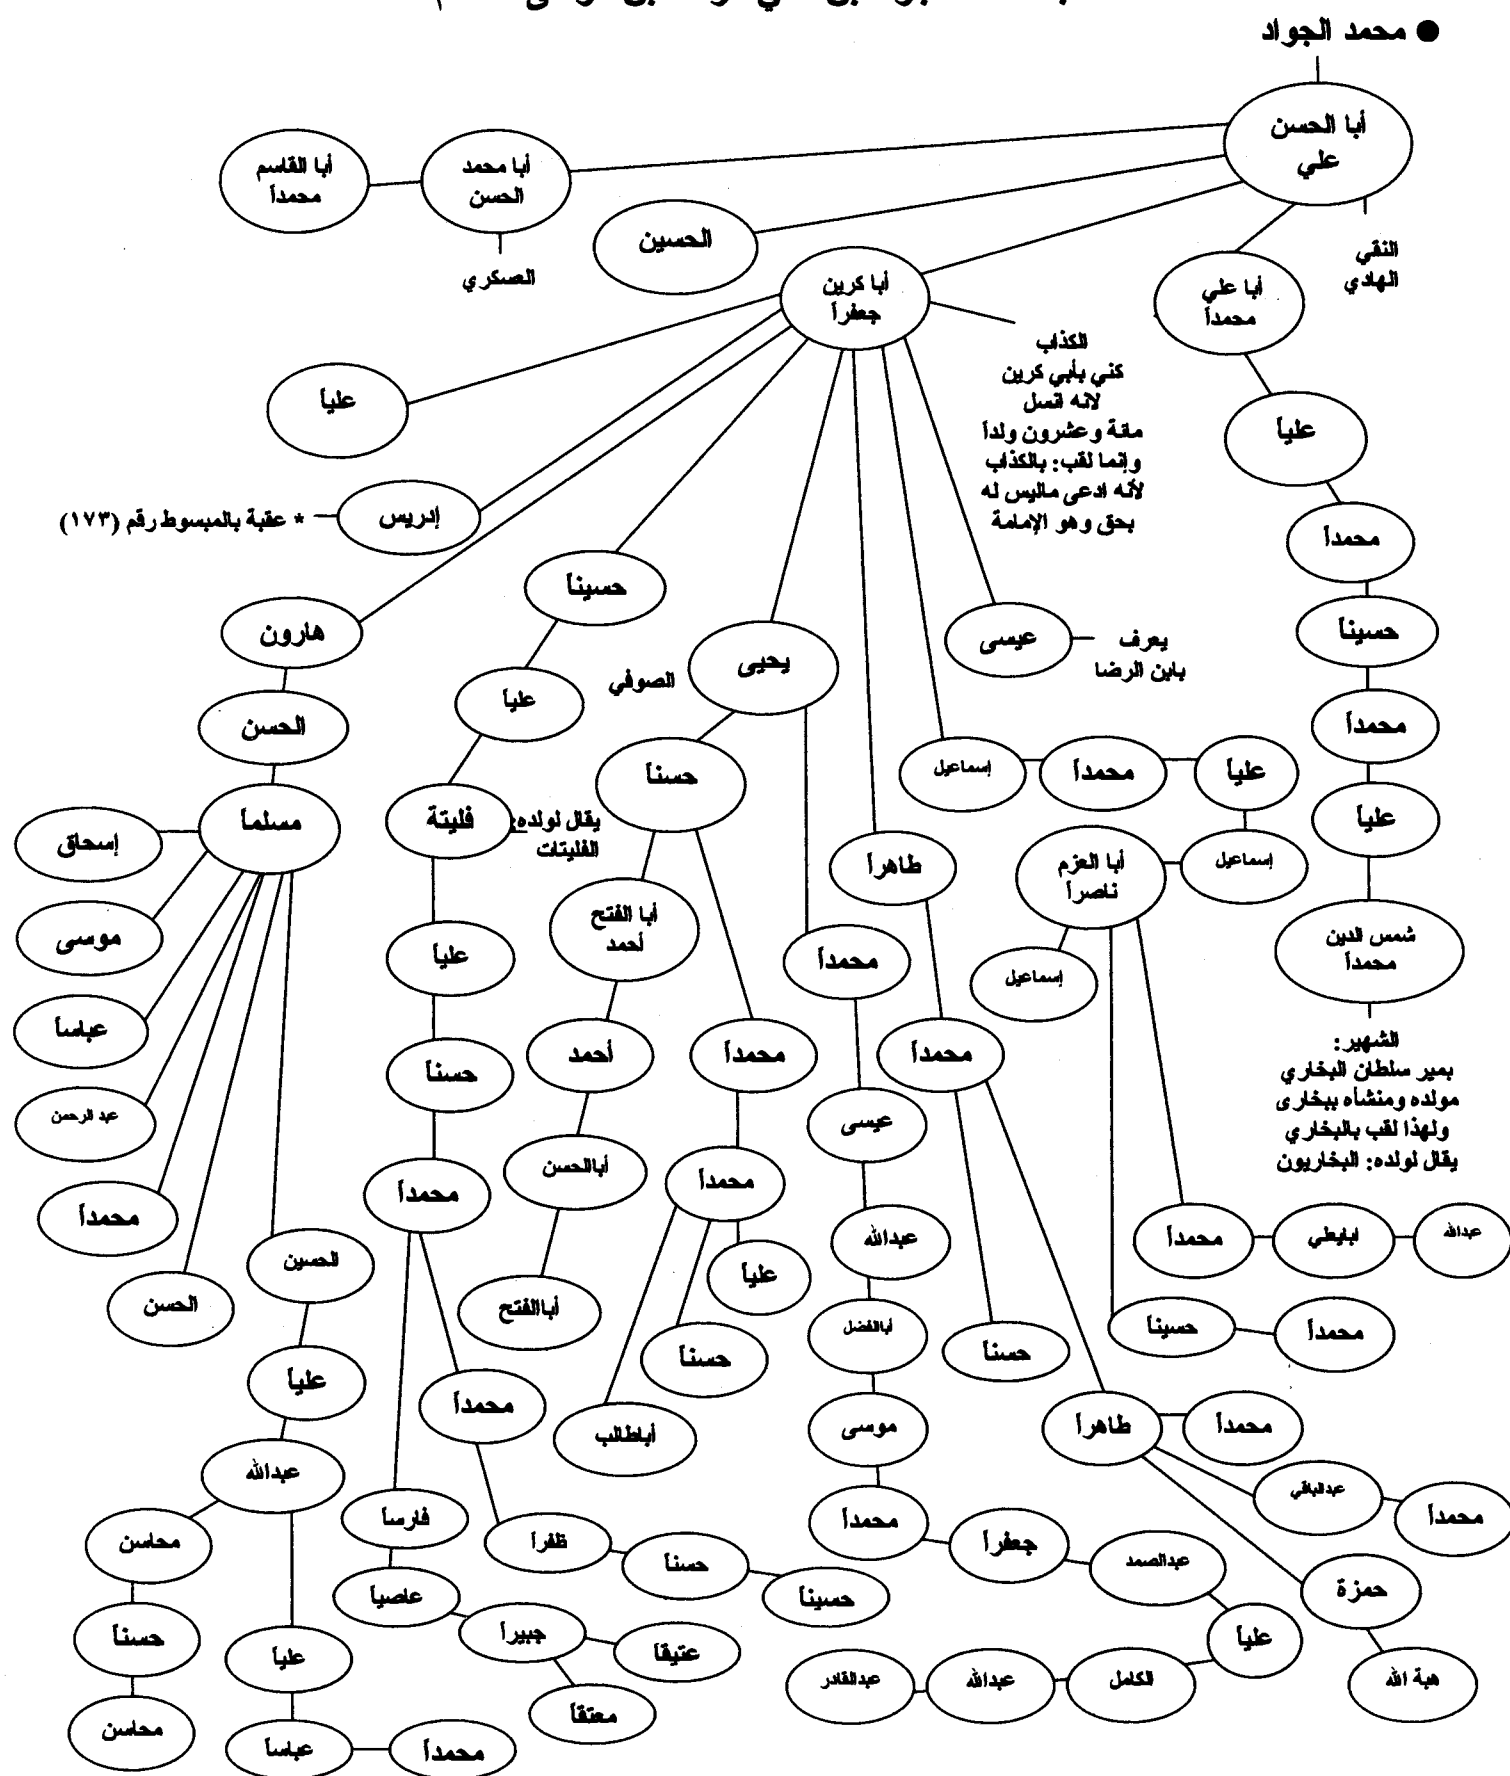 ● محمد الجواد
أبا الحسن
علي
النقي
الهادي
أبا محمد
الحسن
العسكري
أبا القاسم
محمداً
الحسين
أبا كرين
جعفراً
الكذاب
كني بأبي كرين
لانه انسل
مائة وعشرون ولداً
وإنما لقب: بالكذاب
لأنه ادعى ماليس له
بحق وهو الإمامة
أبا علي
محمداً
علياً
محمداً
حسيناً
محمداً
علياً
شمس الدين
محمداً
الشهير:
بمير سلطان البخاري
مولده ومنشأه ببخارى
ولهذا لقب بالبخاري
يقال لولده: البخاريون
علياً
إدريس
* عقبة بالمبسوط رقم (١٧٣)
هارون
الحسن
مسلماً
إسحاق
موسى
عباساً
عبد الرحمن
محمداً
الحسن
الحسين
علياً
عبدالله
محاسن
حسناً
محاسن
علياً
عباساً
محمداً
حسيناً
علياً
فليتة
يقال لولده:
الفليتات
علياً
حسناً
محمداً
فارساً
عاصياً
جبيراً
عتيقاً
معتقاً
محمداً
ظفراً
حسناً
حسيناً
يحيى
الصوفي
حسناً
أبا الفتح
أحمد
أحمد
أباالحسن
أباالفتح
محمداً
محمداً
علياً
حسناً
أباطالب
محمداً
عيسى
عبدالله
أباالفضل
موسى
محمداً
جعفراً
عبدالصمد
علياً
الكامل
عبدالله
عبدالقادر
طاهراً
محمداً
حسناً
طاهراً
محمداً
عبدالباقي
محمداً
حمزة
هبة الله
إسماعيل
محمداً
علياً
إسماعيل
أبا العزم
ناصراً
إسماعيل
محمداً
ابايعلي
عبدالله
حسيناً
محمداً
عيسى
يعرف
بابن الرضا